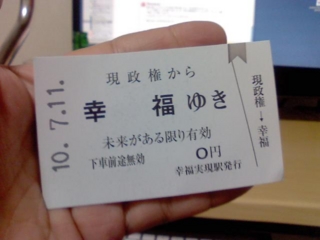 10.7.11.
現政権から
幸福ゆき
未来がある限り有効
下車前途無効
0円
幸福実現駅発行
現政権→幸福